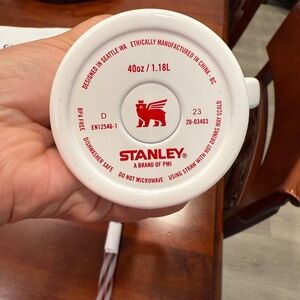 DESIGNED IN SEATTLE WA ETHICALLY MANUFACTURED IN CHINA, BC
40oz / 1.18L
D
EN12546-1
23
20-03403
STANLEY®
A BRAND OF PMI
BPA FREE DISHWASHER SAFE DO NOT MICROWAVE USING STRAW WITH HOT DRINKS MAY SCALD